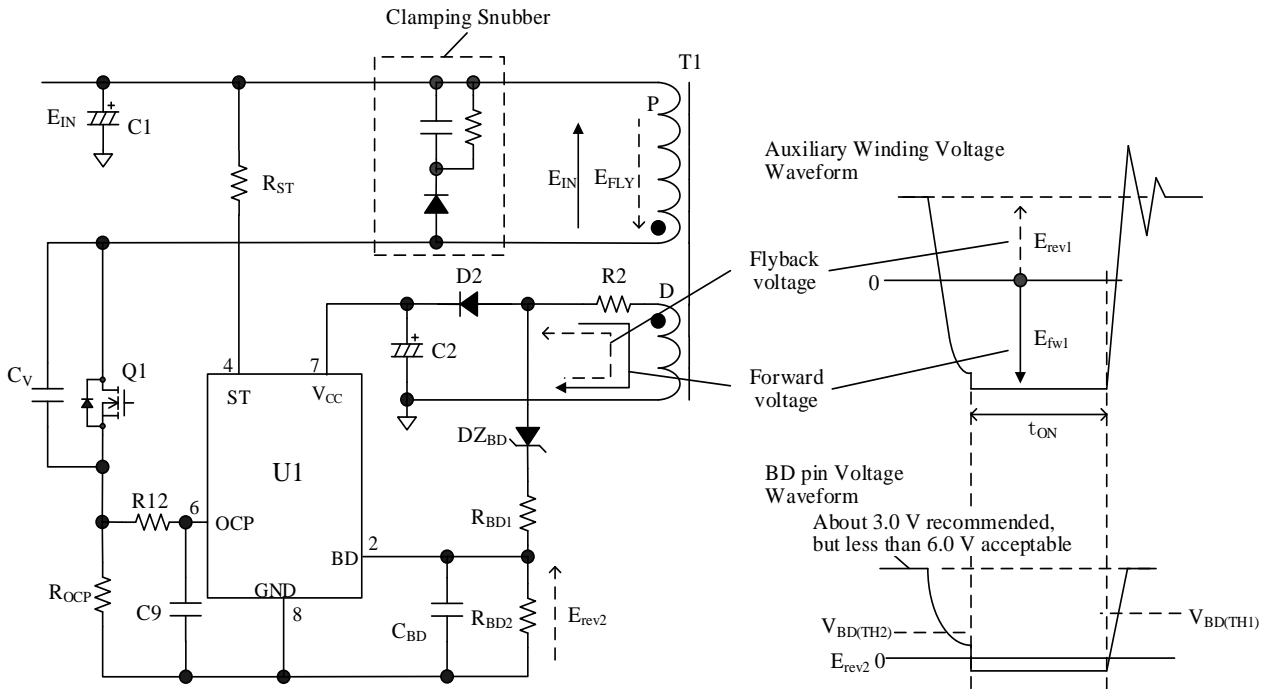 Clamping Snubber
T1
P
E_IN
C1
R_ST
E_IN
E_FLY
D2
R2
D
C2
C_V
Q1
4
7
ST
V_CC
U1
DZ_BD
R12
6
OCP
R_BD1
BD
2
GND
8
R_OCP
C9
C_BD
R_BD2
E_rev2
Auxiliary Winding Voltage
Waveform
Flyback
voltage
E_rev1
0
E_fw1
Forward
voltage
t_ON
BD pin Voltage
Waveform
About 3.0 V recommended,
but less than 6.0 V acceptable
V_BD(TH2)
V_BD(TH1)
E_rev2 0